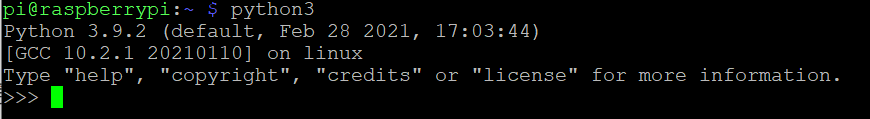 pi@raspberrypi:~ $ python3
Python 3.9.2 (default, Feb 28 2021, 17:03:44)
[GCC 10.2.1 20210110] on linux
Type "help", "copyright", "credits" or "license" for more information.
>>>